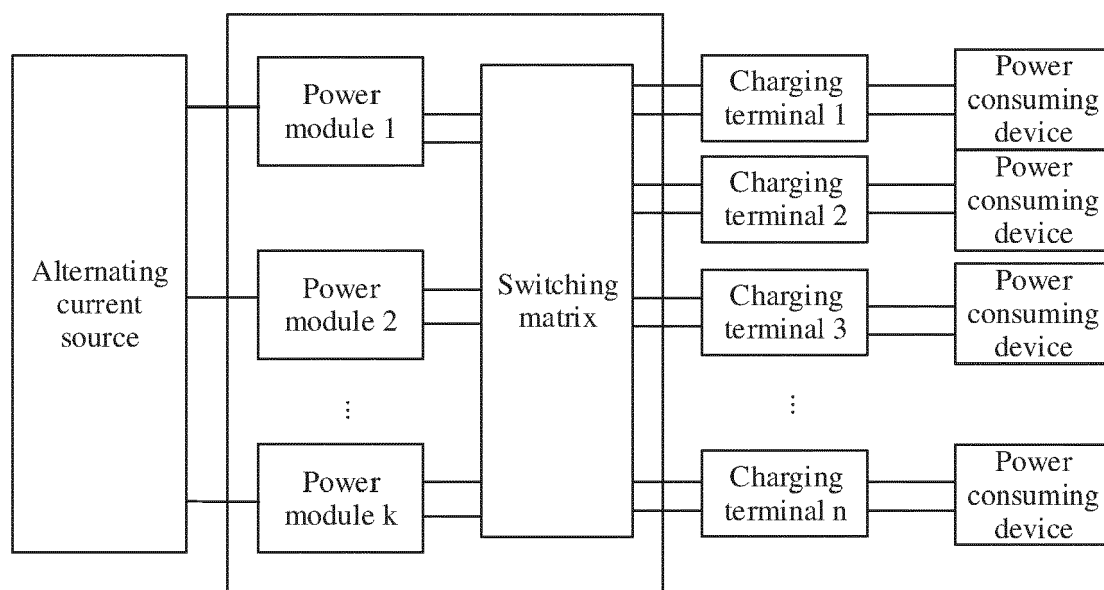 Alternating
current
source
Power
module 1
Power
module 2
⋮
Power
module k
Switching
matrix
Charging
terminal 1
Charging
terminal 2
Charging
terminal 3
⋮
Charging
terminal n
Power
consuming
device
Power
consuming
device
Power
consuming
device
Power
consuming
device